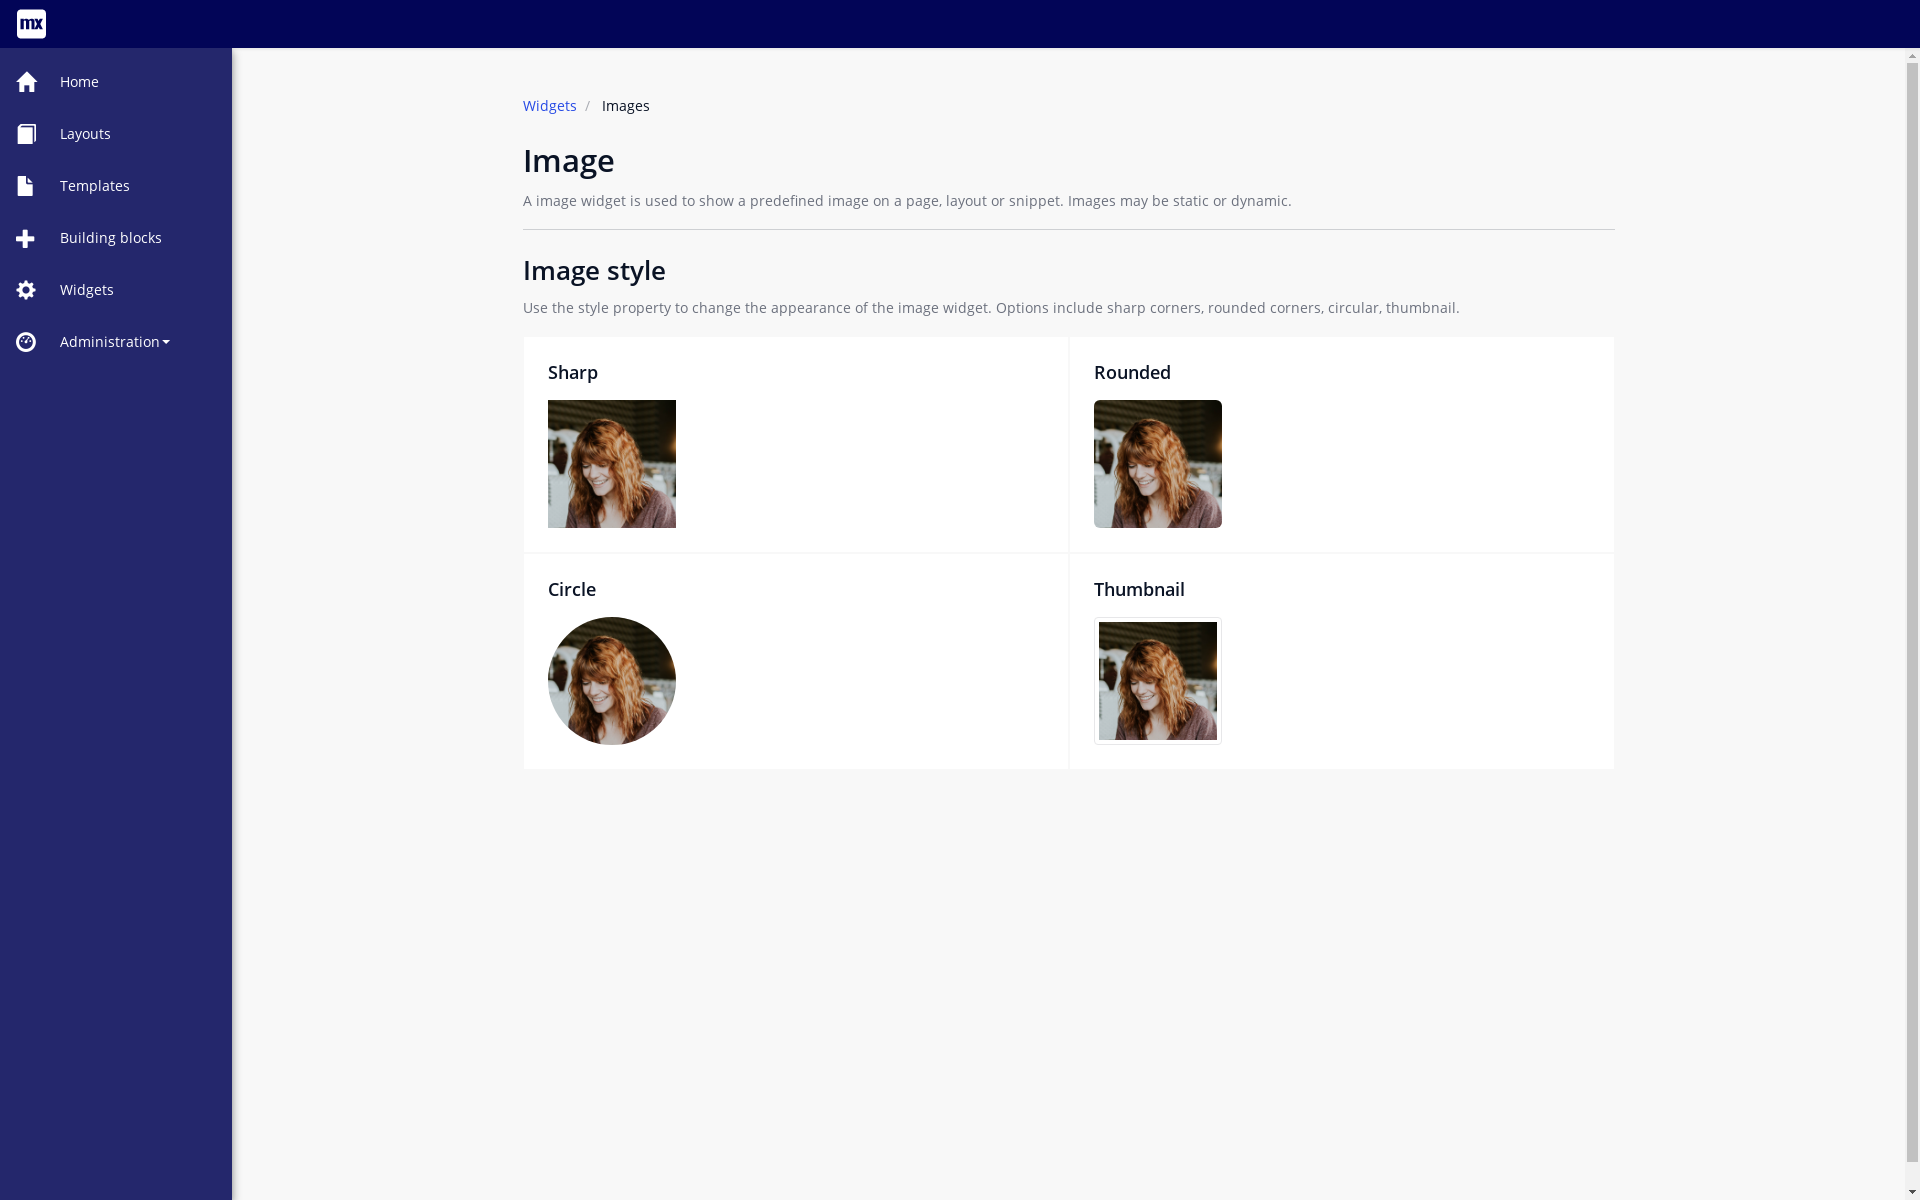 mx
Home
Layouts
Templates
Building blocks
Widgets
Administration
Widgets / Images
Image
A image widget is used to show a predefined image on a page, layout or snippet. Images may be static or dynamic.
Image style
Use the style property to change the appearance of the image widget. Options include sharp corners, rounded corners, circular, thumbnail.
Sharp
Rounded
Circle
Thumbnail